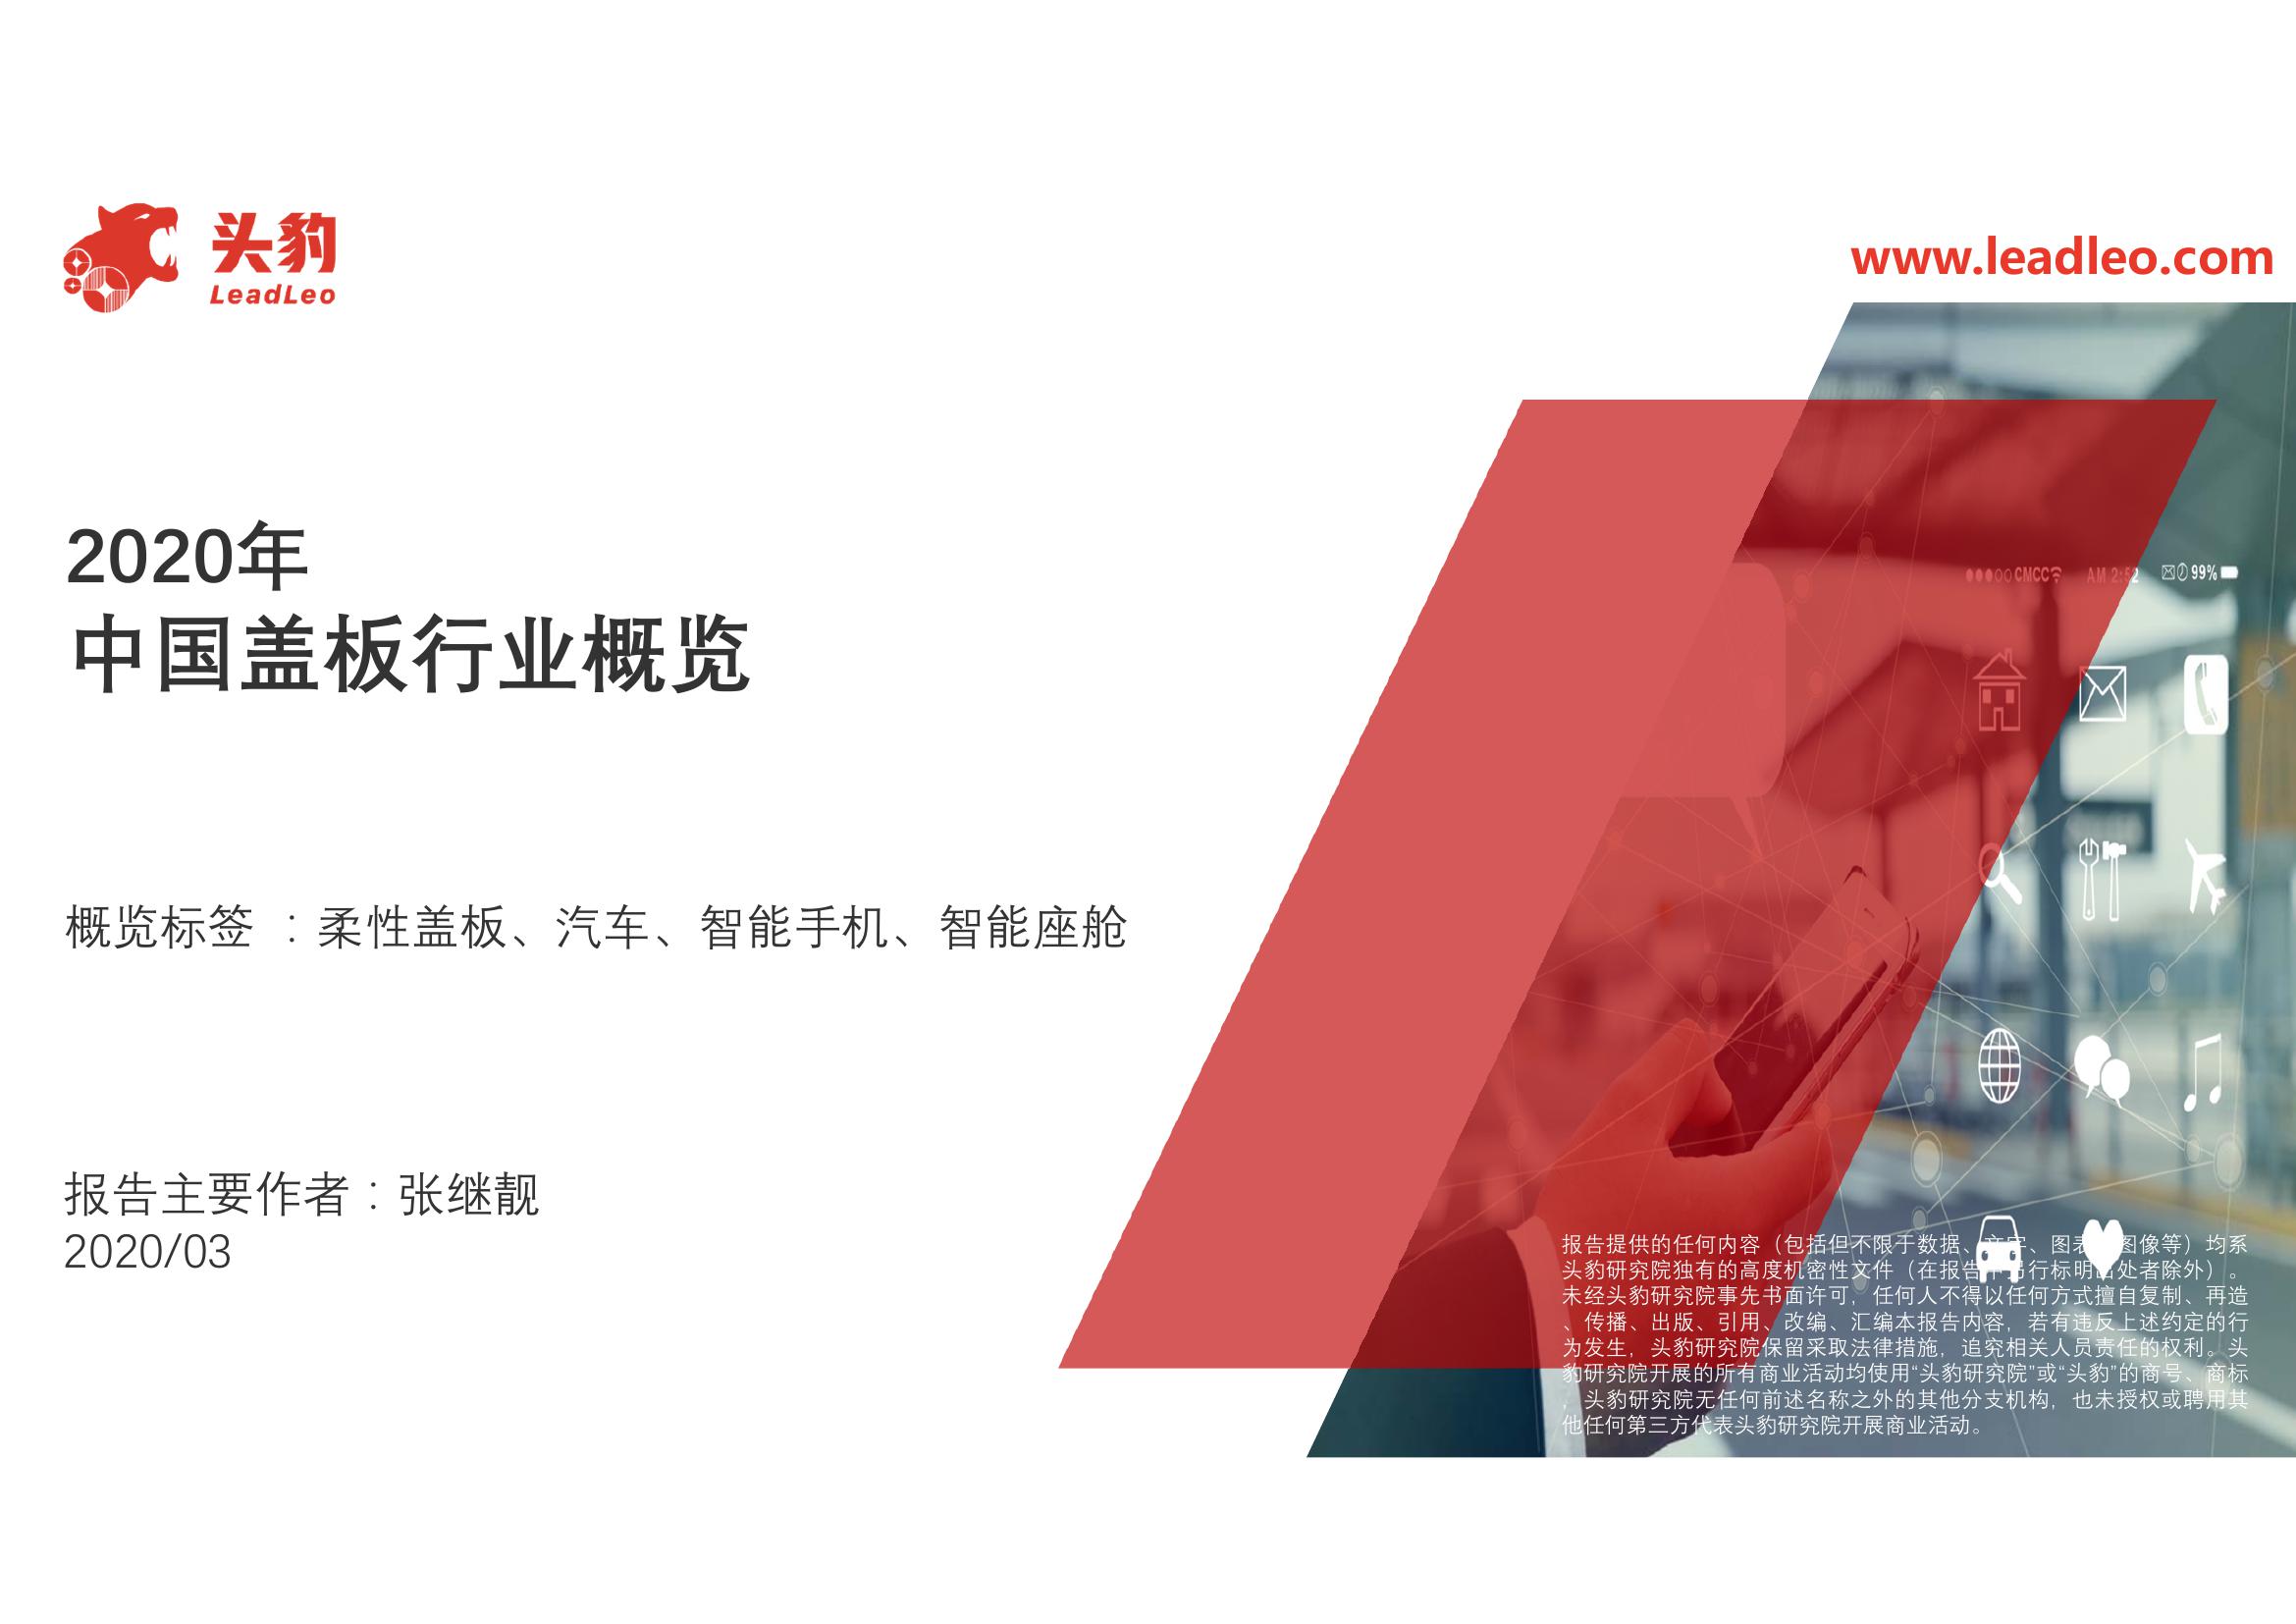 头豹
LeadLeo
www.leadleo.com
2020年
中国盖板行业概览
概览标签 ：柔性盖板、汽车、智能手机、智能座舱
报告主要作者：张继靓
2020/03
CMCC AM 2:52 99%
报告提供的任何内容（包括但不限于数据、文字、图表、图像等）均系
头豹研究院独有的高度机密性文件（在报告中另行标明出处者除外）。
未经头豹研究院事先书面许可，任何人不得以任何方式擅自复制、再造
、传播、出版、引用、改编、汇编本报告内容，若有违反上述约定的行
为发生，头豹研究院保留采取法律措施，追究相关人员责任的权利。头
豹研究院开展的所有商业活动均使用“头豹研究院”或“头豹”的商号、商标
，头豹研究院无任何前述名称之外的其他分支机构，也未授权或聘用其
他任何第三方代表头豹研究院开展商业活动。